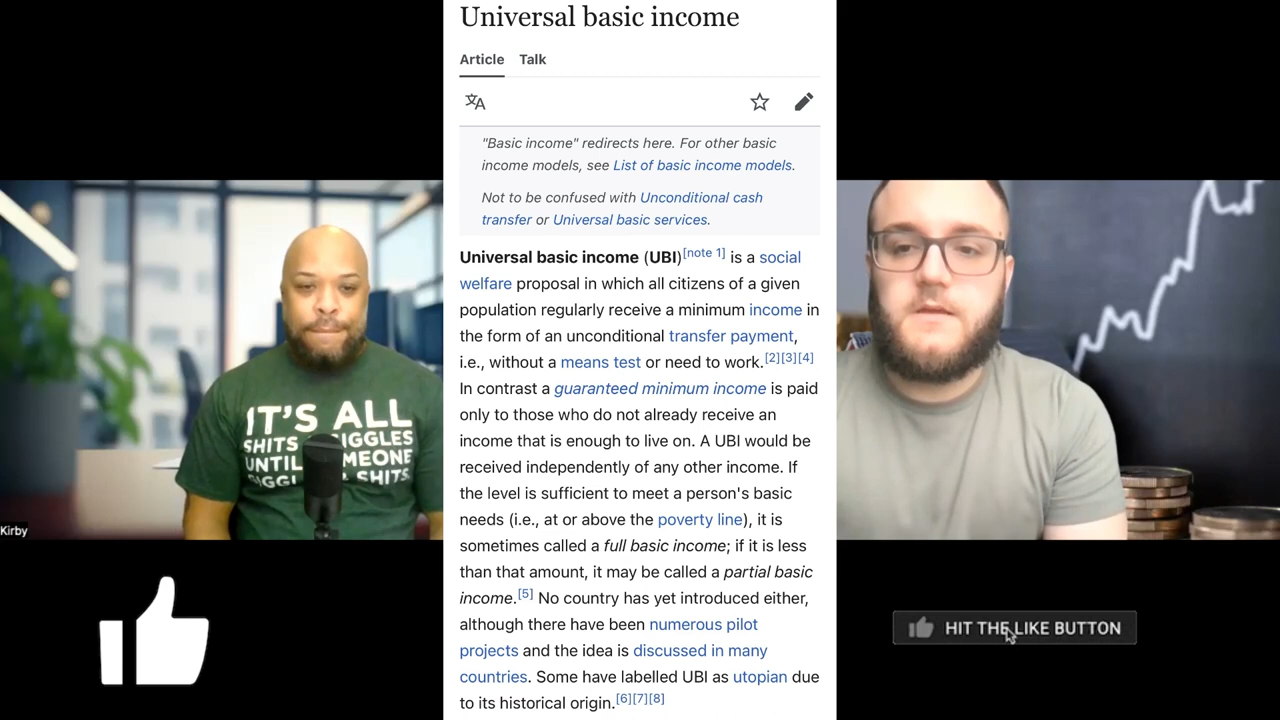 Universal basic income
Article Talk
"Basic income" redirects here. For other basic
income models, see List of basic income models.
Not to be confused with Unconditional cash
transfer or Universal basic services.
Universal basic income (UBI)[note 1] is a social
welfare proposal in which all citizens of a given
population regularly receive a minimum income in
the form of an unconditional transfer payment,
i.e., without a means test or need to work.[2][3][4]
In contrast a guaranteed minimum income is paid
only to those who do not already receive an
income that is enough to live on. A UBI would be
received independently of any other income. If
the level is sufficient to meet a person's basic
needs (i.e., at or above the poverty line), it is
sometimes called a full basic income; if it is less
than that amount, it may be called a partial basic
income.[5] No country has yet introduced either,
although there have been numerous pilot
projects and the idea is discussed in many
countries. Some have labelled UBI as utopian due
to its historical origin.[6][7][8]
IT'S ALL
SHITS
UNTIL
SHITS.
Kirby
HIT THE LIKE BUTTON